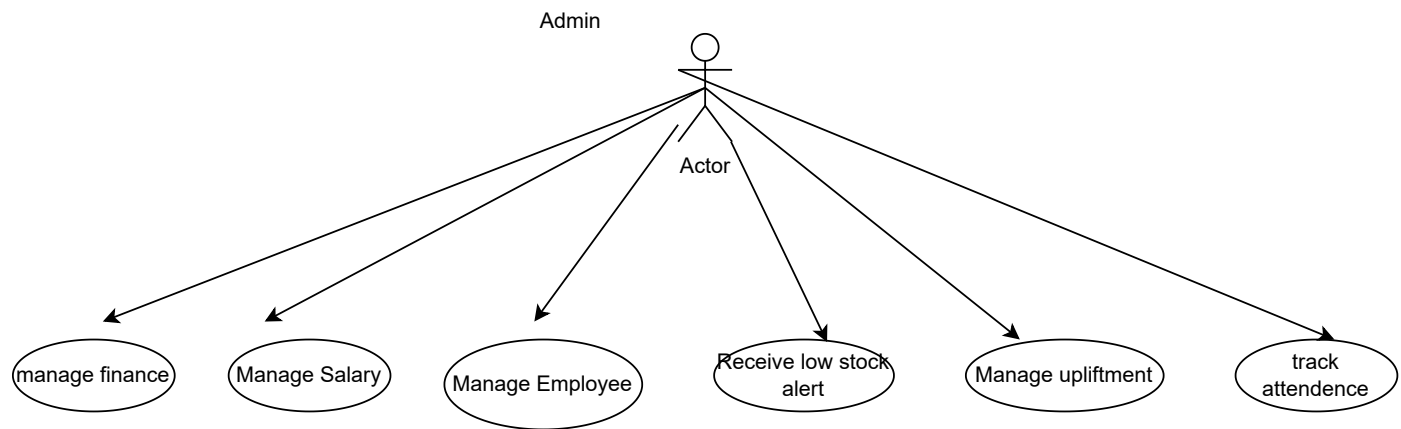 Admin
Actor
manage finance
Manage Salary
Manage Employee
Receive low stock
alert
Manage upliftment
track
attendence